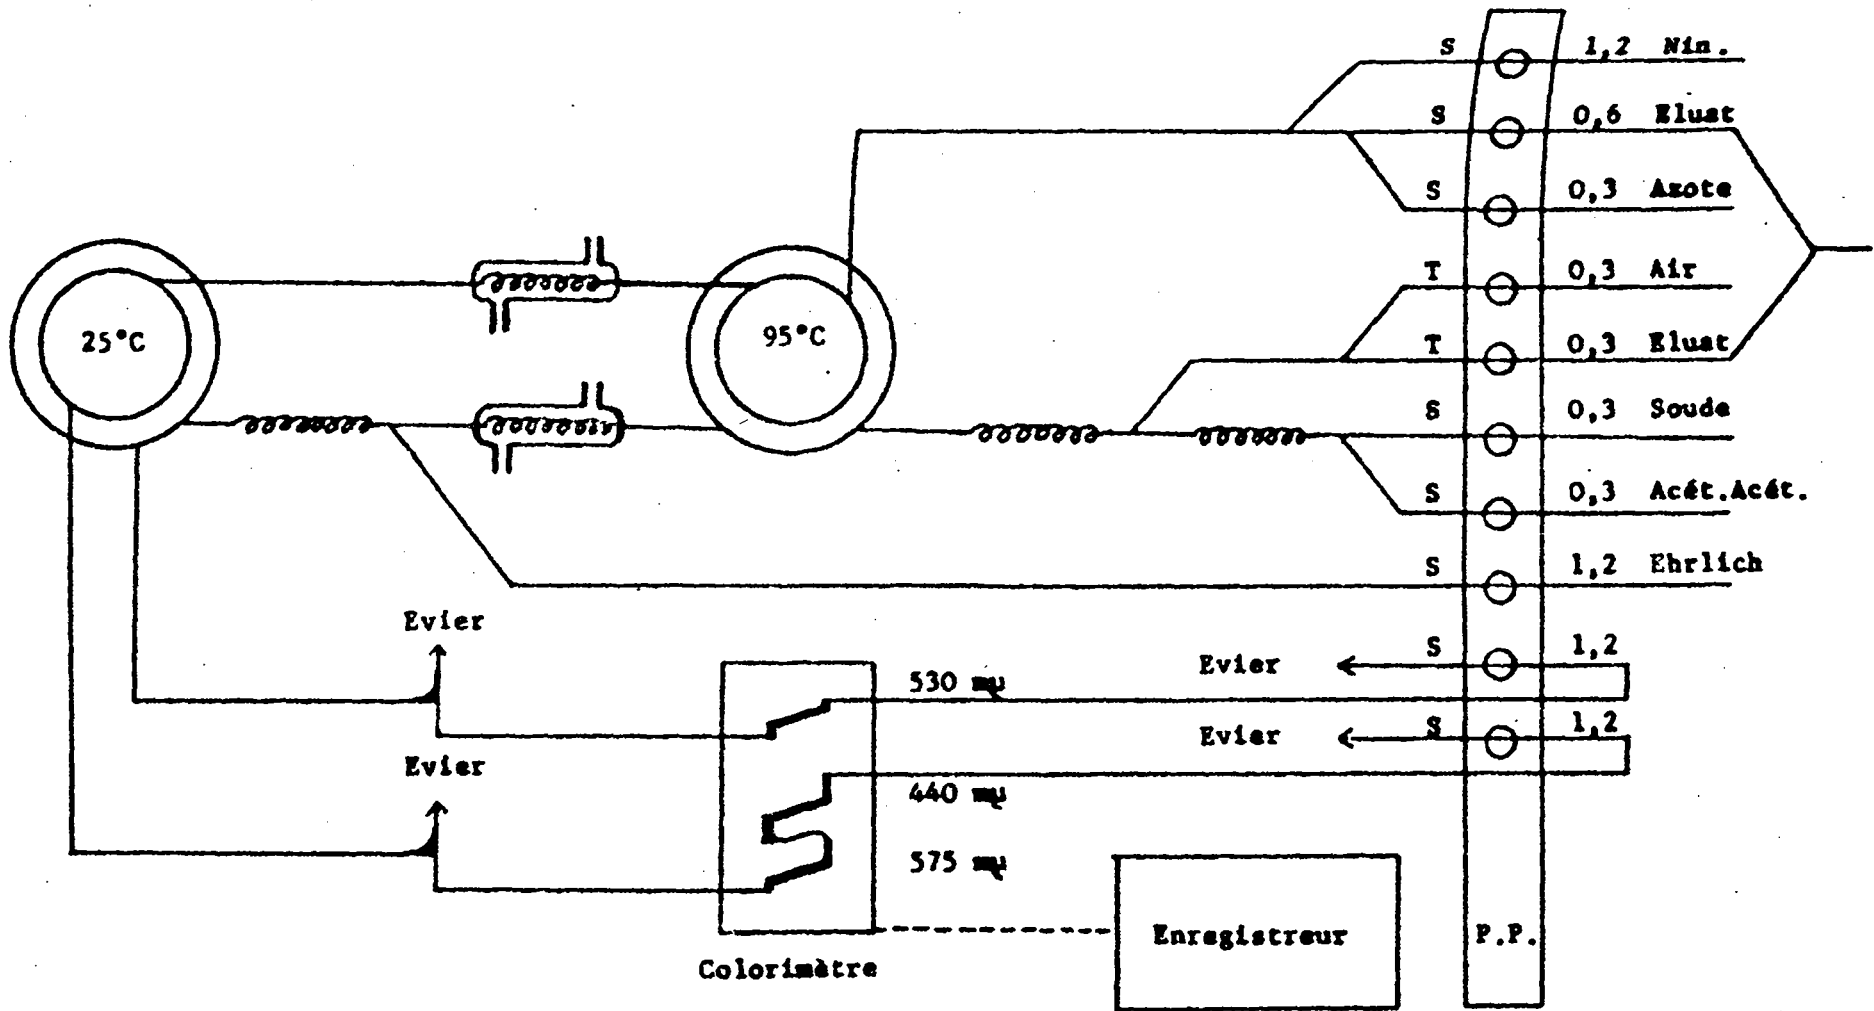 S 1,2 Nin.
S 0,6 Eluat
S 0,3 Azote
T 0,3 Air
T 0,3 Eluat
S 0,3 Soude
S 0,3 Acét.Acét.
S 1,2 Ehrlich
25°C
95°C
Evier
Evier S 1,2
530 mµ
Evier S 1,2
Evier
440 mµ
575 mµ
Enregistreur
P.P.
Colorimètre